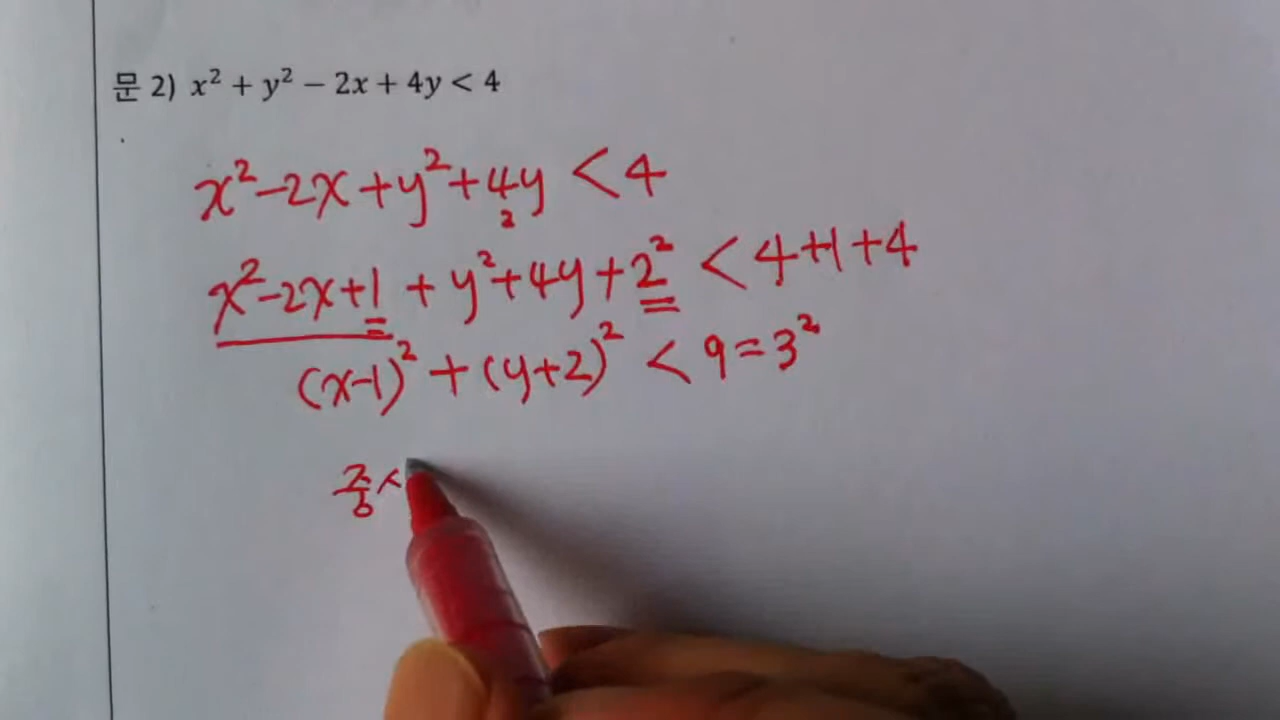 문 2) x² + y² − 2x + 4y < 4
x²-2x+y²+4y <4
2
x²-2x+1 + y²+4y+2² < 4+1+4
(x-1)² + (y+2)² < 9=3²
중